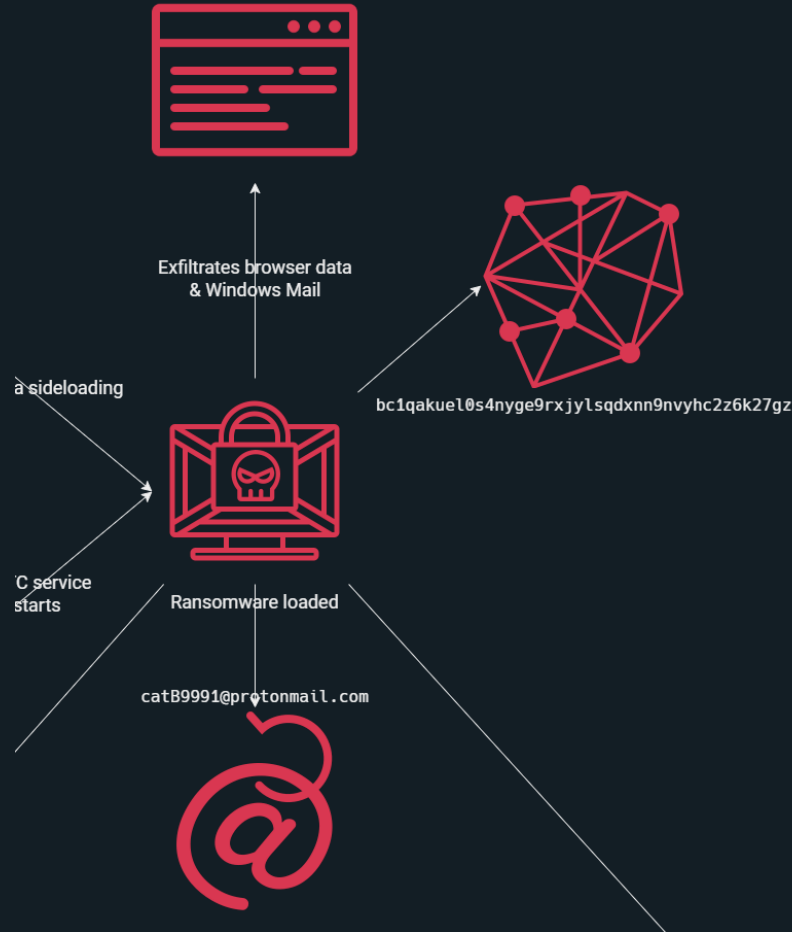 Exfiltrates browser data
& Windows Mail
a sideloading
bc1qakuel0s4nyge9rxjylsqdxnn9nvyhc2z6k27gz
'C service
starts
Ransomware loaded
catB9991@protonmail.com